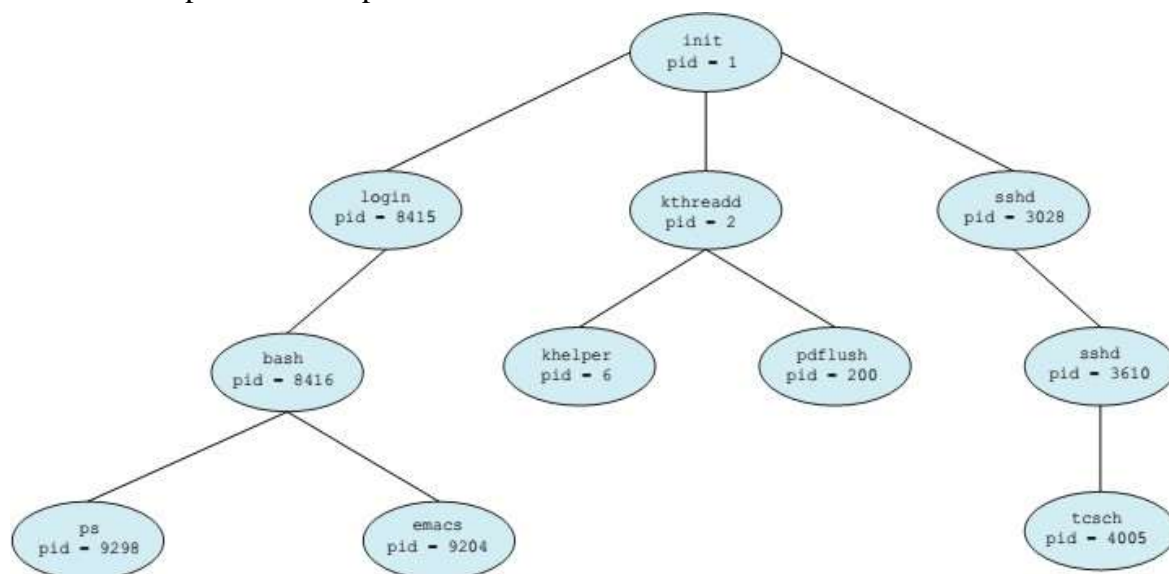 init
pid = 1
login
pid = 8415
kthreadd
pid = 2
sshd
pid = 3028
bash
pid = 8416
khelper
pid = 6
pdflush
pid = 200
sshd
pid = 3610
ps
pid = 9298
emacs
pid = 9204
tcsch
pid = 4005